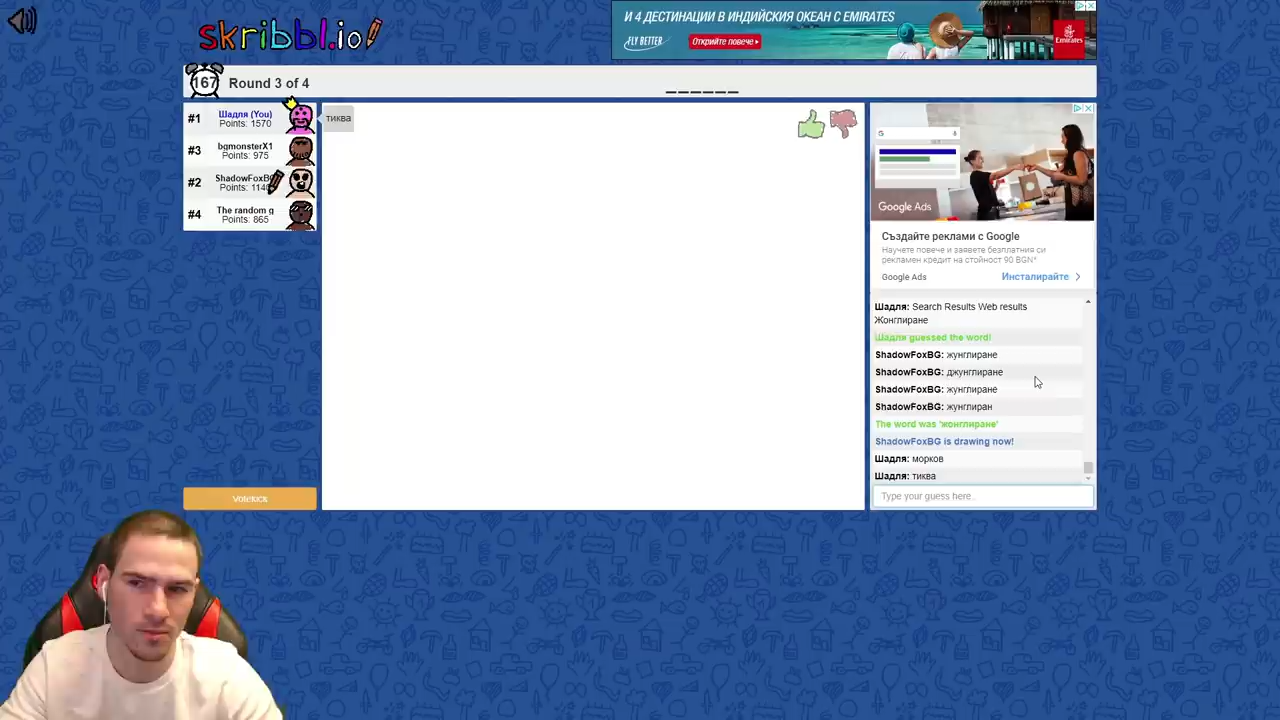 skribbl.io
И 4 ДЕСТИНАЦИИ В ИНДИЙСКИЯ ОКЕАН С EMIRATES
FLY BETTER
Открийте повече
Emirates
167
Round 3 of 4
______
#1
Шадля (You)
Points: 1570
#3
bgmonsterX1
Points: 975
#2
ShadowFoxBG
#4
The random g
Points: 865
тиква
Google Ads
Създайте реклами с Google
Научете повече и заявете безплатния си
рекламен кредит на стойност 90 BGN*
Google Ads
Инсталирайте
Шадля: Search Results Web results
Жонглиране
Шадля guessed the word!
ShadowFoxBG: жунглиране
ShadowFoxBG: джунглиране
ShadowFoxBG: жунглиране
ShadowFoxBG: жунглиран
The word was 'жонглиране'
ShadowFoxBG is drawing now!
Шадля: морков
Шадля: тиква
Type your guess here...
Votekick